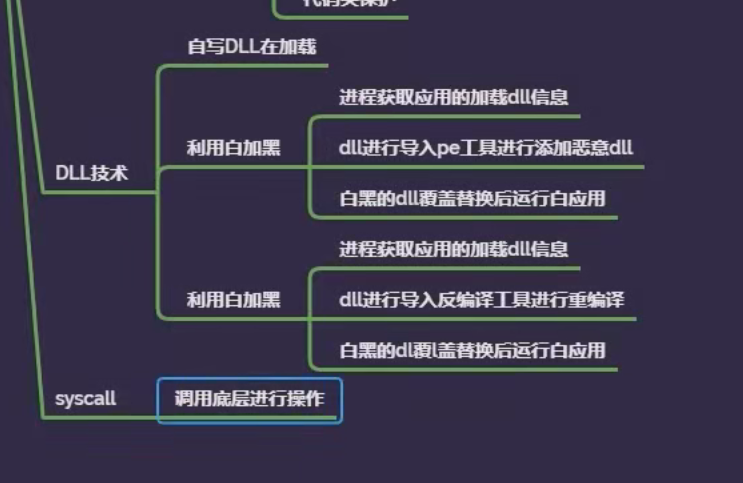 自写DLL在加载
进程获取应用的加载dll信息
利用白加黑
dll进行导入pe工具进行添加恶意dll
DLL技术
白黑的dll覆盖替换后运行白应用
进程获取应用的加载dll信息
利用白加黑
dll进行导入反编译工具进行重编译
白黑的dl覆l盖替换后运行白应用
syscall
调用底层进行操作